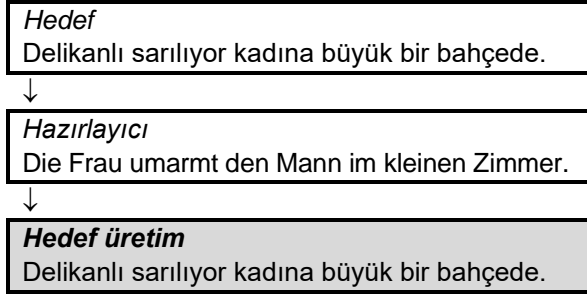 Hedef
Delikanlı sarılıyor kadına büyük bir bahçede.
↓
Hazırlayıcı
Die Frau umarmt den Mann im kleinen Zimmer.
↓
Hedef üretim
Delikanlı sarılıyor kadına büyük bir bahçede.